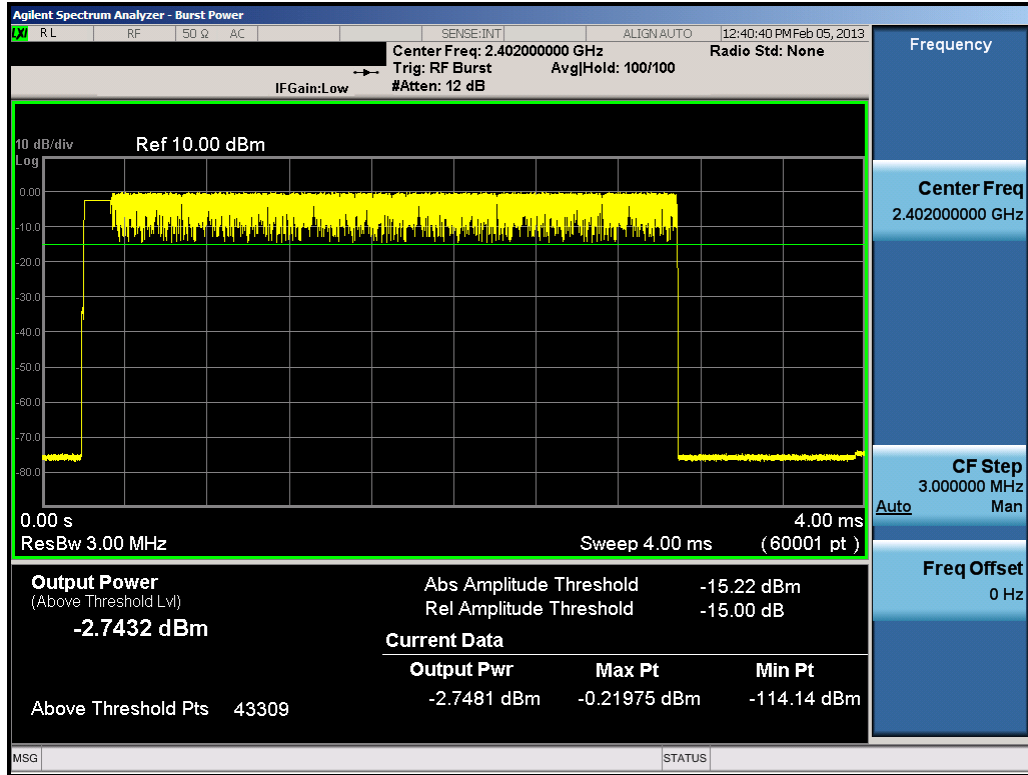 Agilent Spectrum Analyzer - Burst Power
LXI RL RF 50 Ω AC SENSE:INT ALIGN AUTO 12:40:40 PM Feb 05, 2013
Center Freq: 2.402000000 GHz Radio Std: None
Trig: RF Burst Avg|Hold: 100/100
IFGain:Low #Atten: 12 dB
10 dB/div Ref 10.00 dBm
Log
0.00
-10.0
-20.0
-30.0
-40.0
-50.0
-60.0
-70.0
-80.0
0.00 s 4.00 ms
ResBw 3.00 MHz Sweep 4.00 ms (60001 pt)
Output Power
(Above Threshold Lvl)
-2.7432 dBm
Above Threshold Pts 43309
Abs Amplitude Threshold -15.22 dBm
Rel Amplitude Threshold -15.00 dB
Current Data
Output Pwr Max Pt Min Pt
-2.7481 dBm -0.21975 dBm -114.14 dBm
Frequency
Center Freq
2.402000000 GHz
CF Step
3.000000 MHz
Auto Man
Freq Offset
0 Hz
MSG STATUS